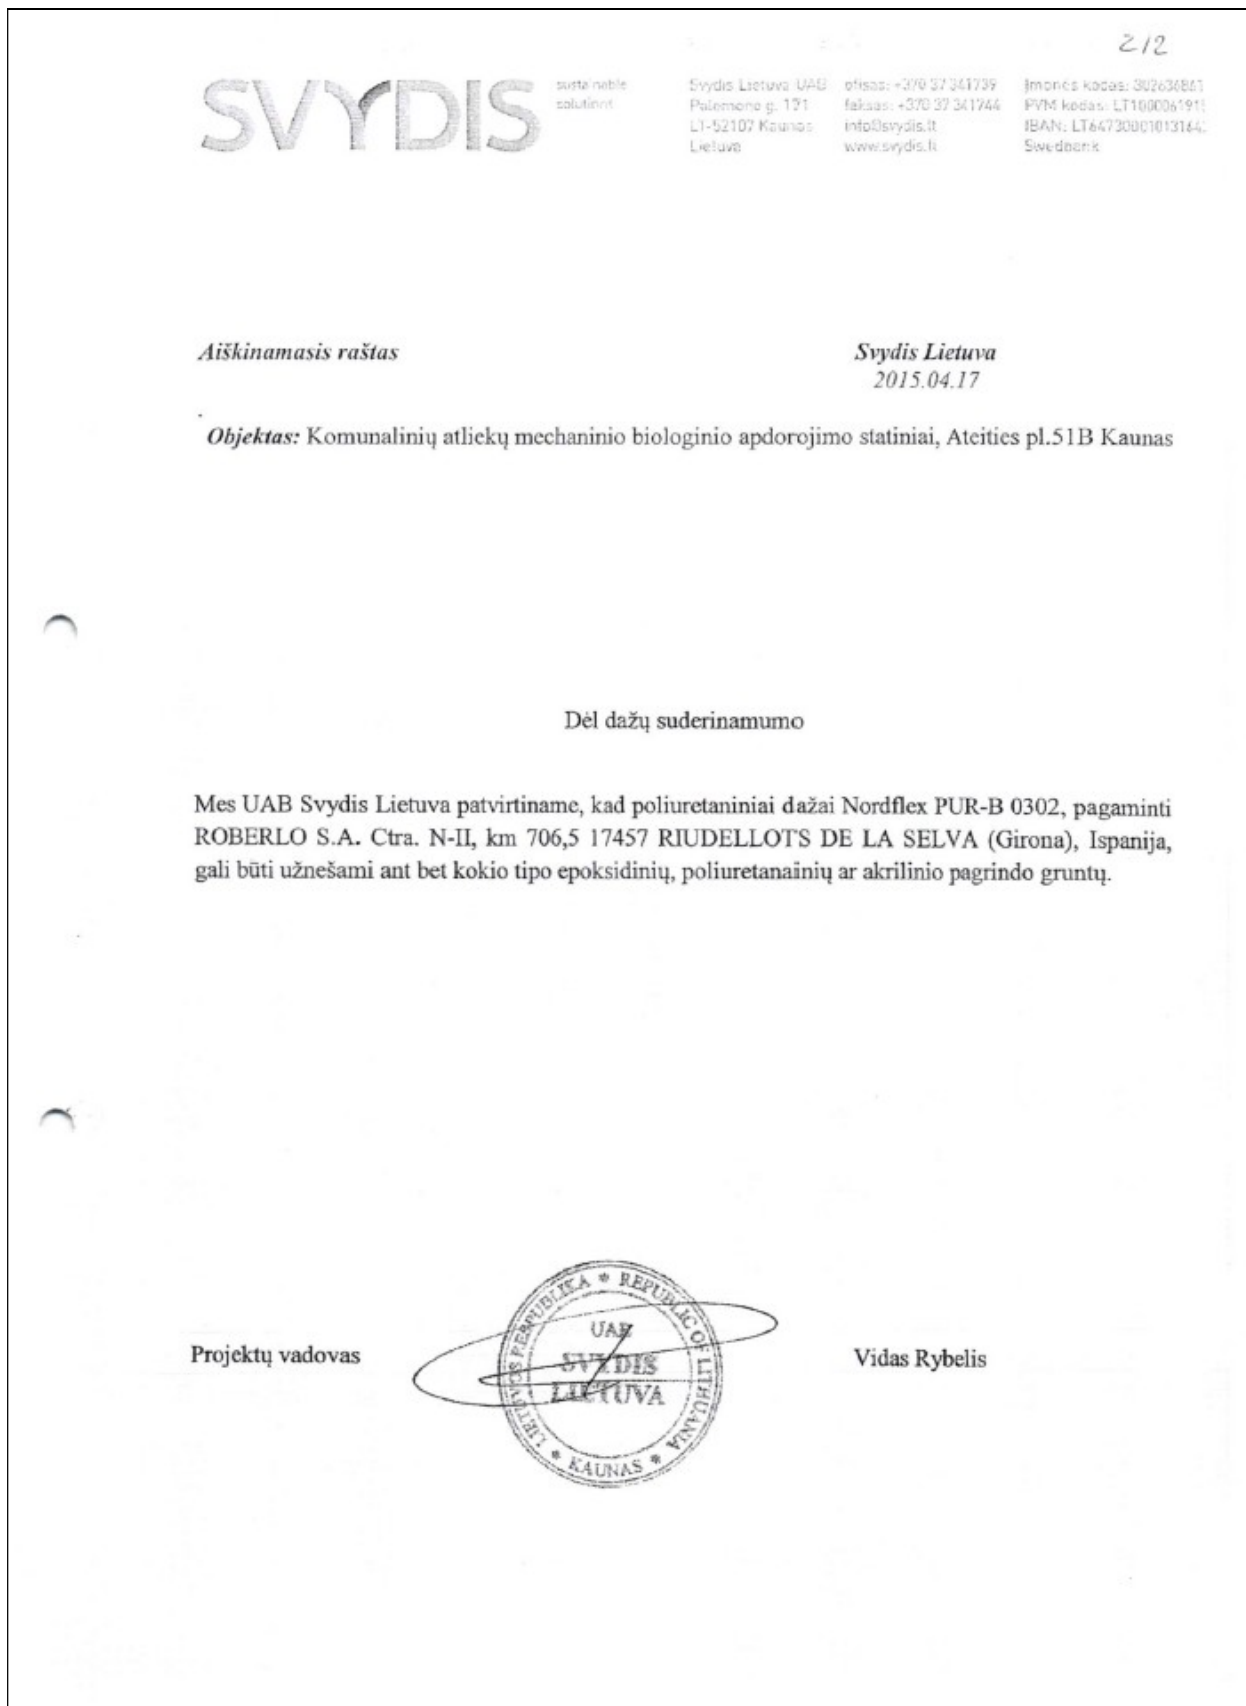 212
SVYDIS
sustainable
solutions
Svydis Lietuva UAB
Palemono g. 171
LT-52107 Kaunas
Lietuva
ofisas: +370 37 341739
faksas: +370 37 341744
info@svydis.lt
www.svydis.lt
Įmonės kodas: 302636861
PVM kodas:
IBAN:
Swedbank
Aiškinamasis raštas
Svydis Lietuva
2015.04.17
Objektas: Komunalinių atliekų mechaninio biologinio apdorojimo statiniai, Ateities pl.51B Kaunas
Dėl dažų suderinamumo
Mes UAB Svydis Lietuva patvirtiname, kad poliuretaniniai dažai Nordflex PUR-B 0302, pagaminti
ROBERLO S.A. Ctra. N-II, km 706,5 17457 RIUDELLOTS DE LA SELVA (Girona), Ispanija,
gali būti užnešami ant bet kokio tipo epoksidinių, poliuretanainių ar akrilinio pagrindo gruntų.
Projektų vadovas
LIETUVOS RESPUBLIKA * REPUBLIC OF LITHUANIA * KAUNAS *
UAB
SVYDIS
LIETUVA
Vidas Rybelis